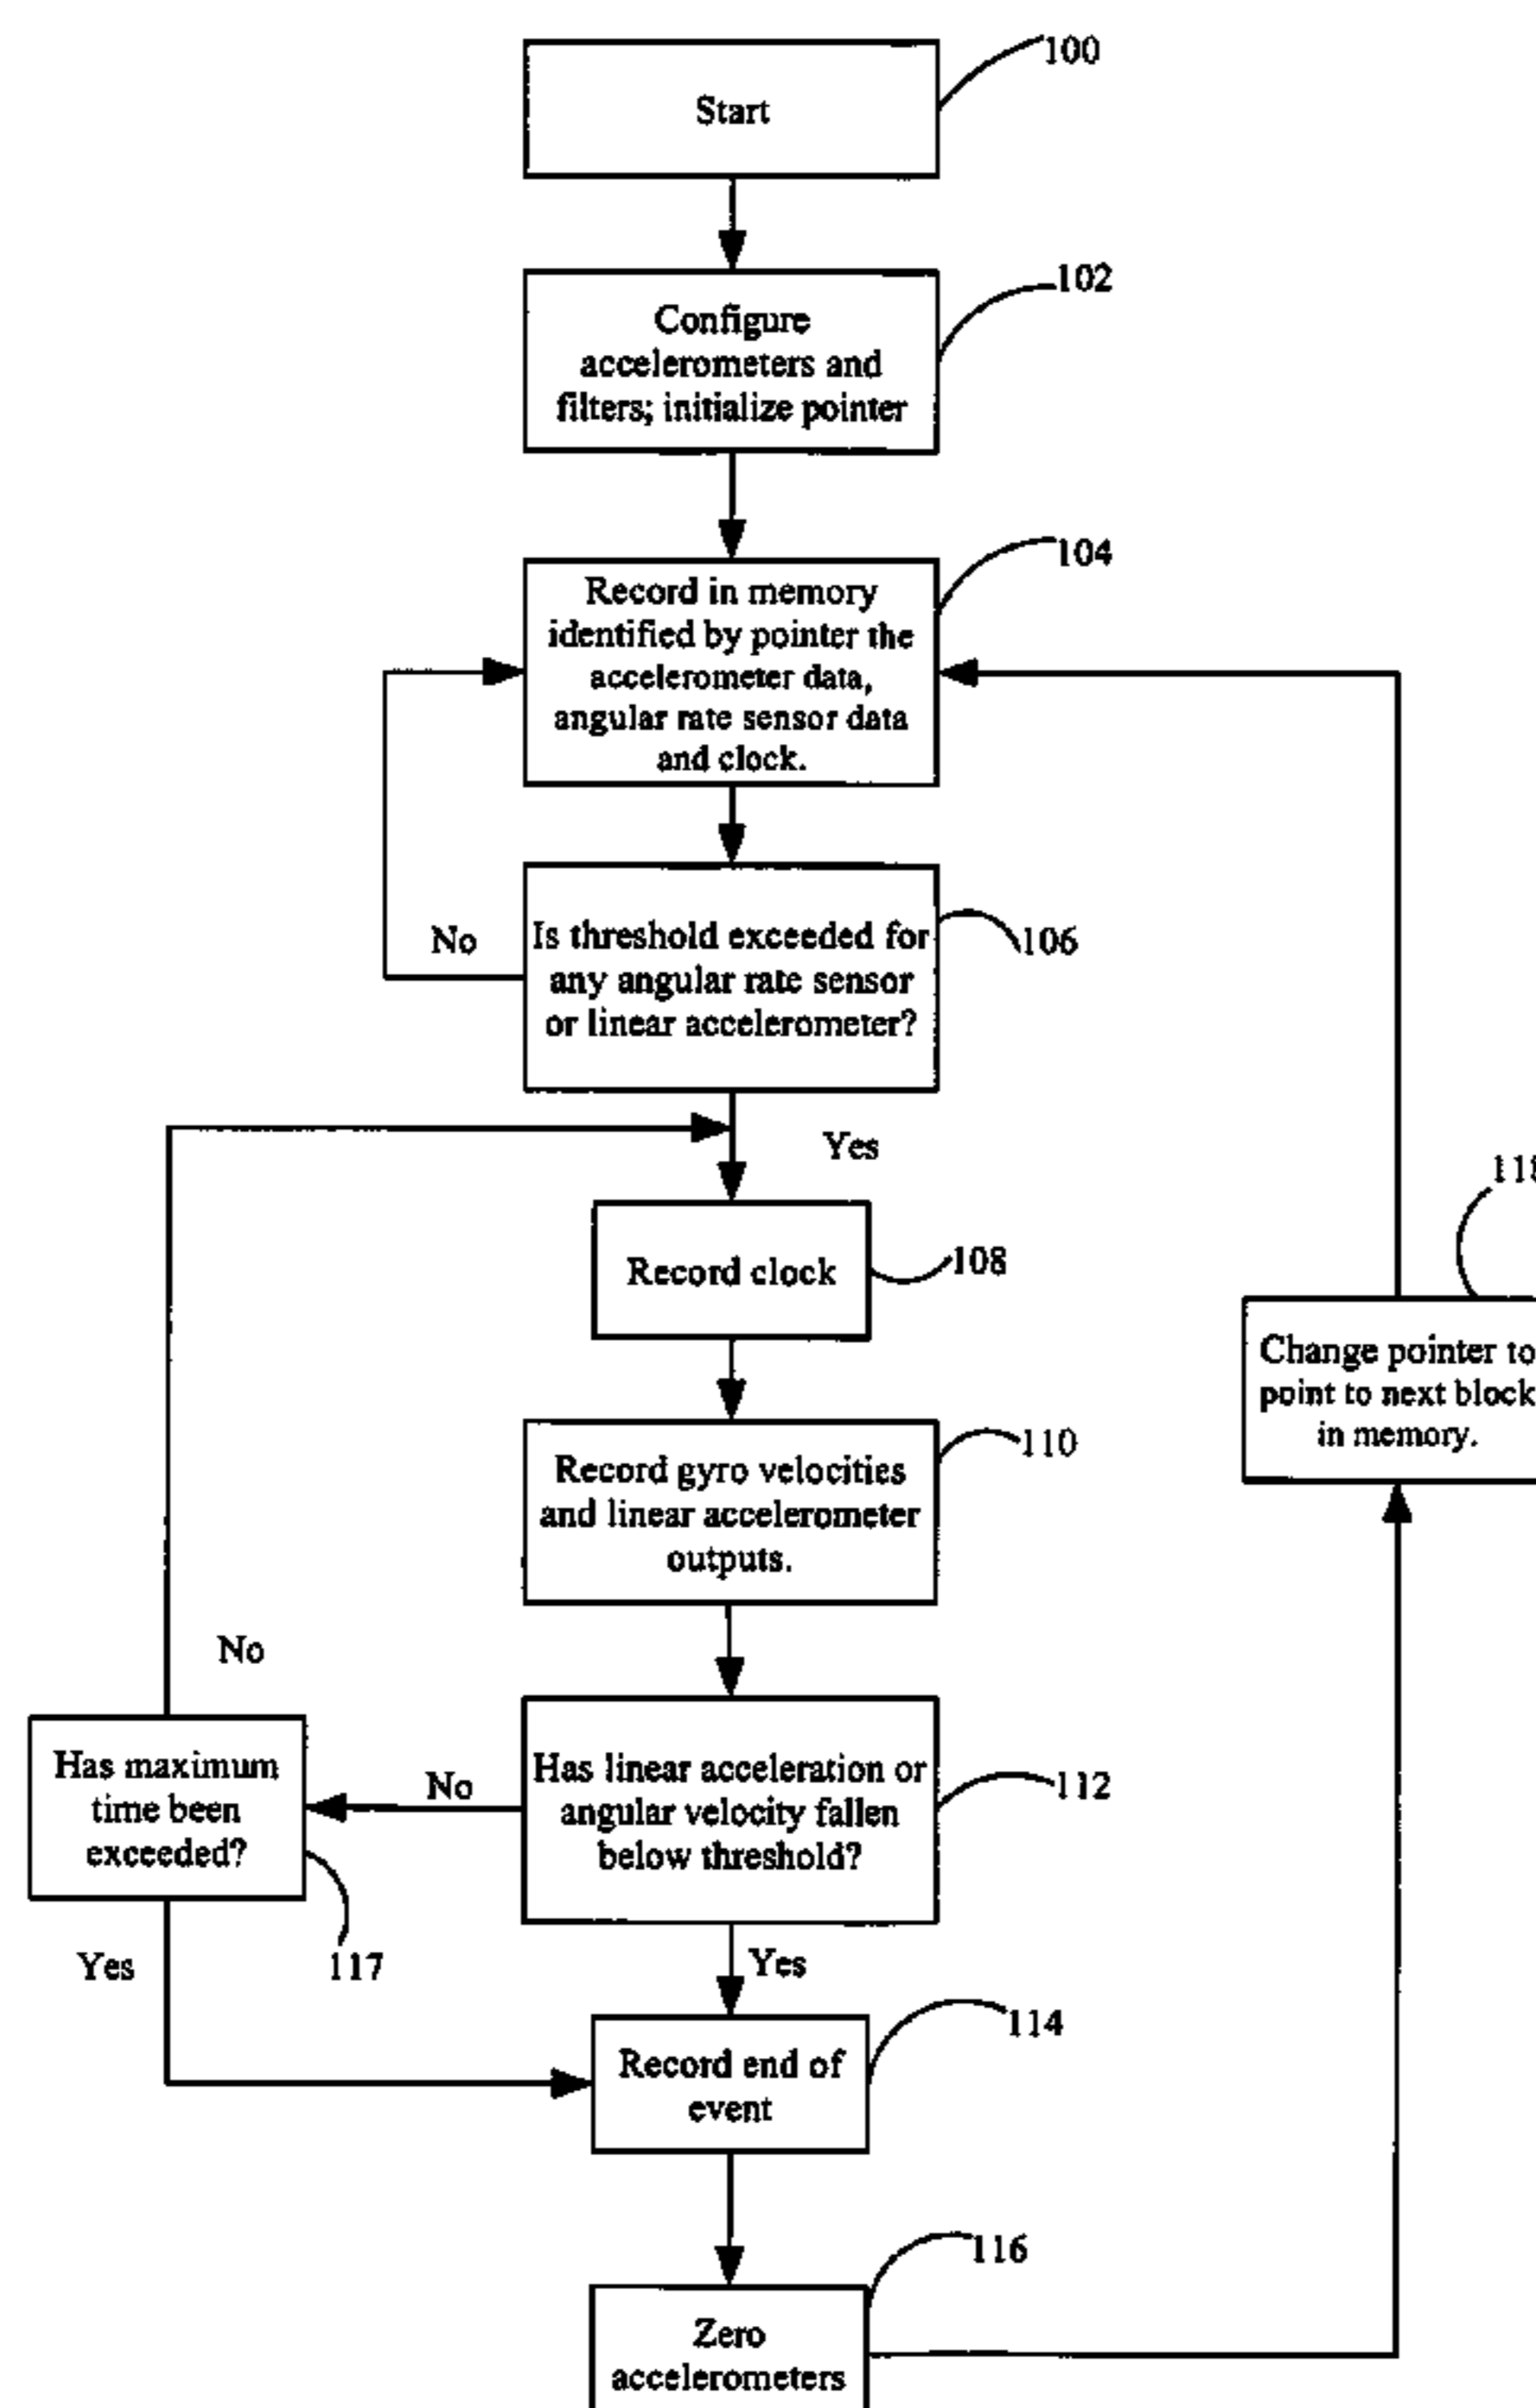 100
Start
102
Configure
accelerometers and
filters; initialize pointer
104
Record in memory
identified by pointer the
accelerometer data,
angular rate sensor data
and clock.
106
No
Is threshold exceeded for
any angular rate sensor
or linear accelerometer?
Yes
108
Record clock
110
Record gyro velocities
and linear accelerometer
outputs.
Change pointer to
point to next block
in memory.
No
Has maximum
time been
exceeded?
117
Yes
No
112
Has linear acceleration or
angular velocity fallen
below threshold?
Yes
114
Record end of
event
116
Zero
accelerometers